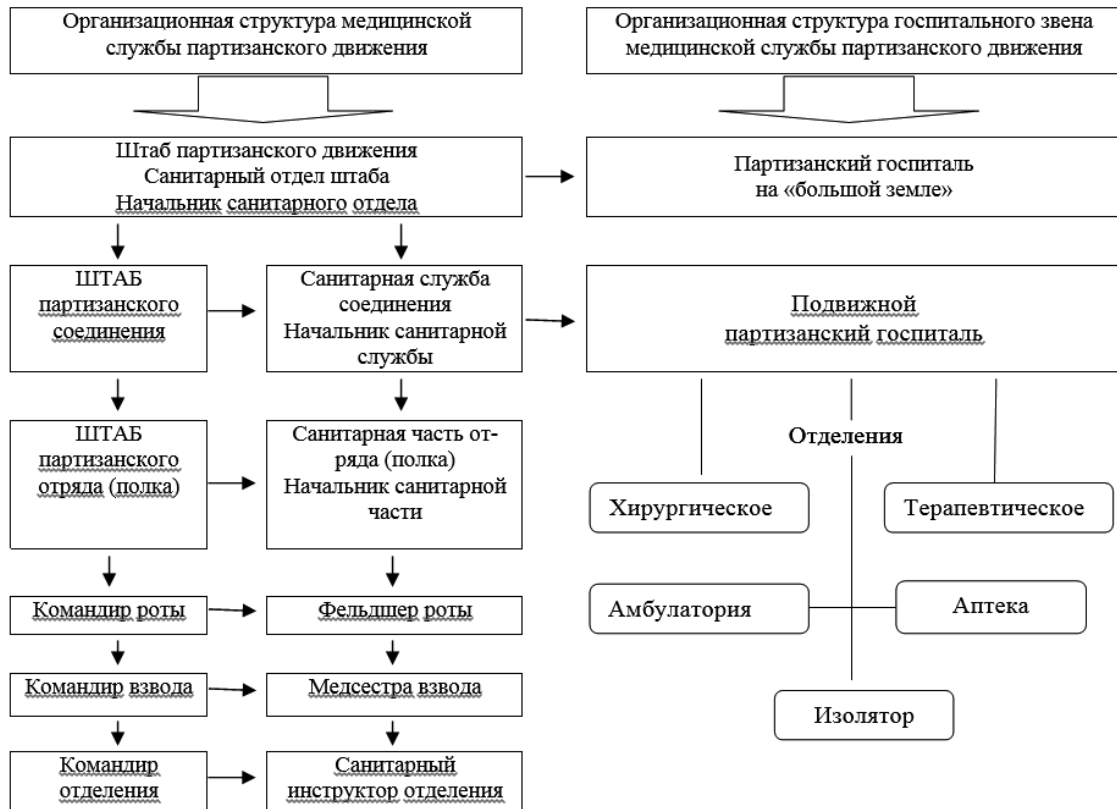 Организационная структура медицинской
службы партизанского движения
Организационная структура госпитального звена
медицинской службы партизанского движения
Штаб партизанского движения
Санитарный отдел штаба
Начальник санитарного отдела
Партизанский госпиталь
на «большой земле»
ШТАБ
партизанского
соединения
Санитарная служба
соединения
Начальник санитарной
службы
Подвижной
партизанский госпиталь
ШТАБ
партизанского
отряда (полка)
Санитарная часть от-
ряда (полка)
Начальник санитарной
части
Отделения
Хирургическое
Терапевтическое
Командир роты
Фельдшер роты
Амбулатория
Аптека
Командир взвода
Медсестра взвода
Изолятор
Командир
отделения
Санитарный
инструктор отделения